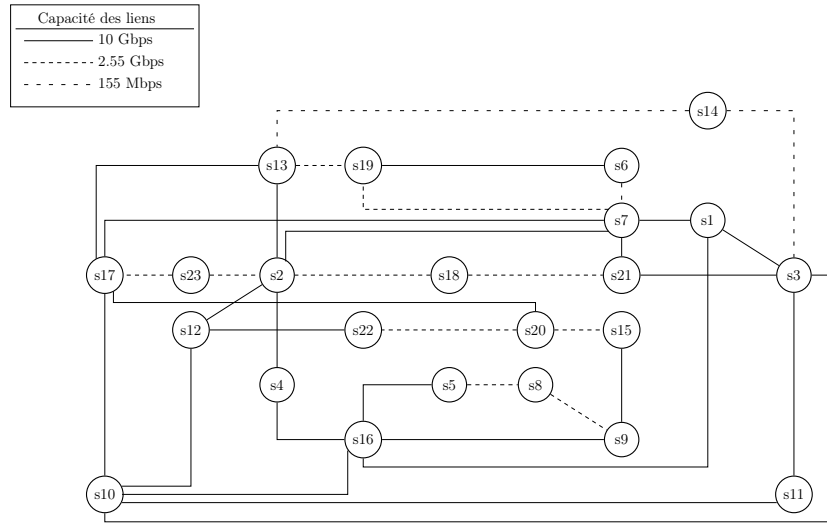 Capacité des liens
10 Gbps
2.55 Gbps
155 Mbps
s14
s13
s19
s6
s7
s1
s17
s23
s2
s18
s21
s3
s12
s22
s20
s15
s4
s5
s8
s16
s9
s10
s11